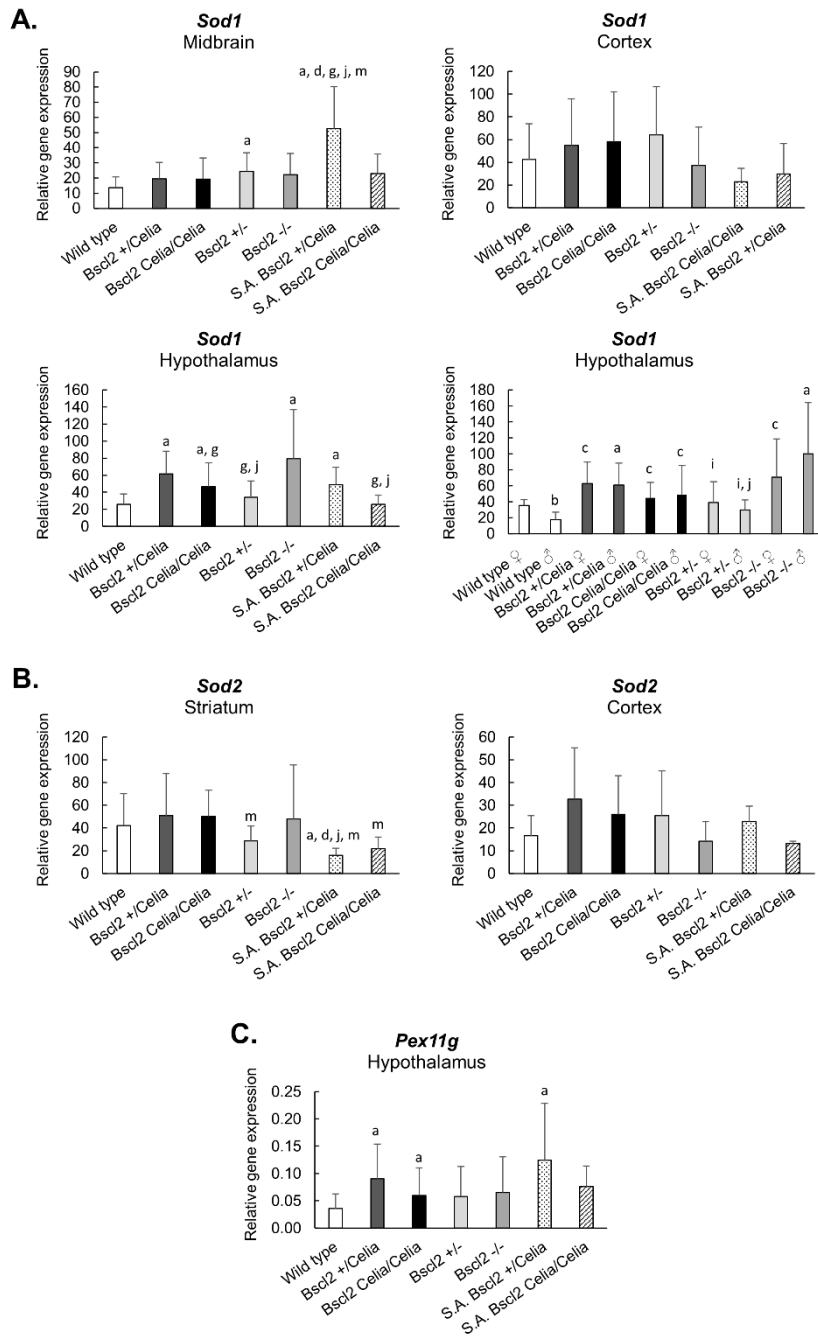 A.
Sod1
Midbrain
Relative gene expression
90
80
70
60
50
40
30
20
10
0
a
a, d, g, j, m
Wild type
Bscl2 +/Celia
Bscl2 Celia/Celia
Bscl2 +/-
Bscl2 -/-
S.A. Bscl2 +/Celia
S.A. Bscl2 Celia/Celia
Sod1
Cortex
Relative gene expression
120
100
80
60
40
20
0
Wild type
Bscl2 +/Celia
Bscl2 Celia/Celia
Bscl2 +/-
Bscl2 -/-
S.A. Bscl2 Celia/Celia
S.A. Bscl2 +/Celia
Sod1
Hypothalamus
Relative gene expression
160
140
120
100
80
60
40
20
0
a
a, g
g, j
a
a
g, j
Wild type
Bscl2 +/Celia
Bscl2 Celia/Celia
Bscl2 +/-
Bscl2 -/-
S.A. Bscl2 +/Celia
S.A. Bscl2 Celia/Celia
Sod1
Hypothalamus
Relative gene expression
180
160
140
120
100
80
60
40
20
0
b
c
a
c
c
i
i, j
c
a
Wild type ♀
Wild type ♂
Bscl2 +/Celia ♀
Bscl2 +/Celia ♂
Bscl2 Celia/Celia ♀
Bscl2 Celia/Celia ♂
Bscl2 +/- ♀
Bscl2 +/- ♂
Bscl2 -/- ♀
Bscl2 -/- ♂
B.
Sod2
Striatum
Relative gene expression
120
100
80
60
40
20
0
m
a, d, j, m
m
Wild type
Bscl2 +/Celia
Bscl2 Celia/Celia
Bscl2 +/-
Bscl2 -/-
S.A. Bscl2 +/Celia
S.A. Bscl2 Celia/Celia
Sod2
Cortex
Relative gene expression
60
50
40
30
20
10
0
Wild type
Bscl2 +/Celia
Bscl2 Celia/Celia
Bscl2 +/-
Bscl2 -/-
S.A. Bscl2 +/Celia
S.A. Bscl2 Celia/Celia
C.
Pex11g
Hypothalamus
Relative gene expression
0.25
0.20
0.15
0.10
0.05
0.00
a
a
a
Wild type
Bscl2 +/Celia
Bscl2 Celia/Celia
Bscl2 +/-
Bscl2 -/-
S.A. Bscl2 +/Celia
S.A. Bscl2 Celia/Celia